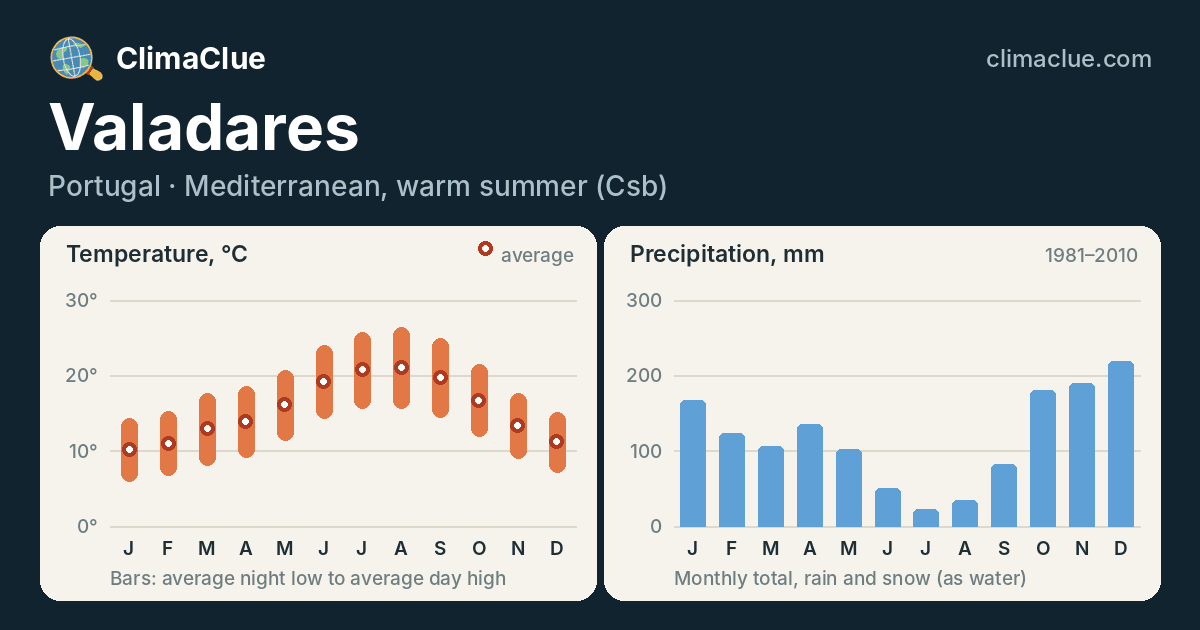 ClimaClue
climaclue.com
Valadares
Portugal · Mediterranean, warm summer (Csb)
Temperature, °C
average
30°
20°
10°
0°
J F M A M J J A S O N D
Bars: average night low to average day high
Precipitation, mm
1981–2010
300
200
100
0
J F M A M J J A S O N D
Monthly total, rain and snow (as water)